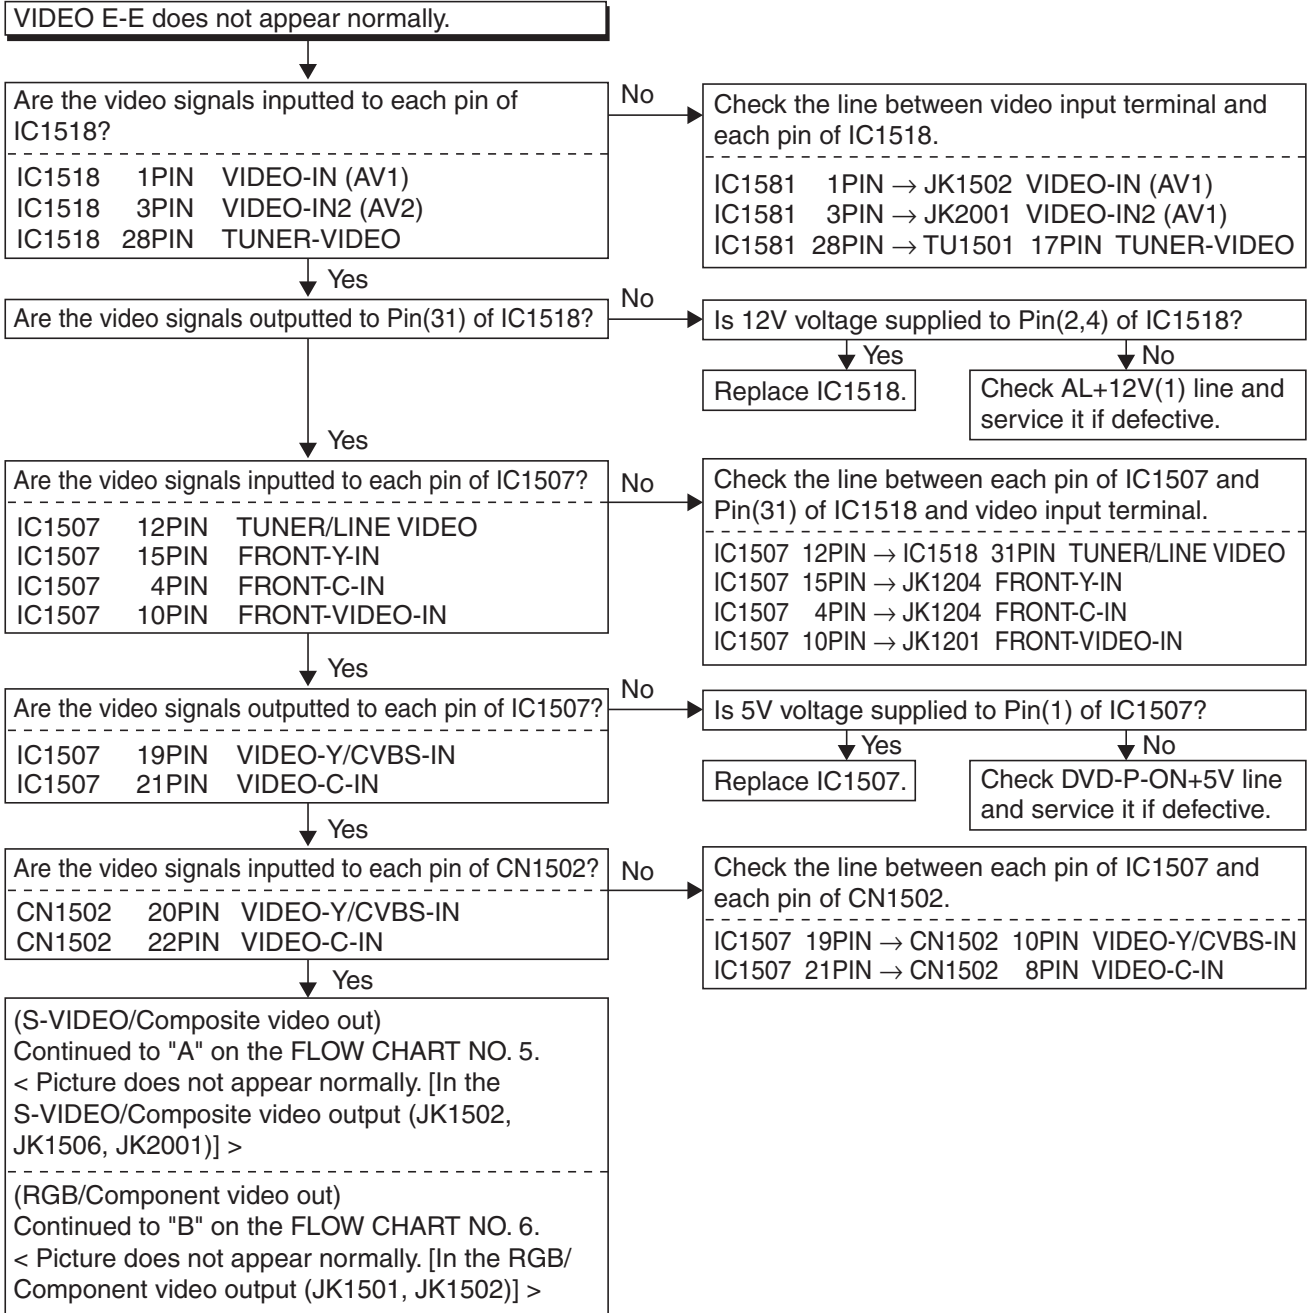 VIDEO E-E does not appear normally.
Are the video signals inputted to each pin of
IC1518?
IC1518 1PIN VIDEO-IN (AV1)
IC1518 3PIN VIDEO-IN2 (AV2)
IC1518 28PIN TUNER-VIDEO
No
Check the line between video input terminal and
each pin of IC1518.
IC1581 1PIN → JK1502 VIDEO-IN (AV1)
IC1581 3PIN → JK2001 VIDEO-IN2 (AV1)
IC1581 28PIN → TU1501 17PIN TUNER-VIDEO
Yes
Are the video signals outputted to Pin(31) of IC1518?
No
Is 12V voltage supplied to Pin(2,4) of IC1518?
Yes
Replace IC1518.
No
Check AL+12V(1) line and
service it if defective.
Yes
Are the video signals inputted to each pin of IC1507?
IC1507 12PIN TUNER/LINE VIDEO
IC1507 15PIN FRONT-Y-IN
IC1507 4PIN FRONT-C-IN
IC1507 10PIN FRONT-VIDEO-IN
No
Check the line between each pin of IC1507 and
Pin(31) of IC1518 and video input terminal.
IC1507 12PIN → IC1518 31PIN TUNER/LINE VIDEO
IC1507 15PIN → JK1204 FRONT-Y-IN
IC1507 4PIN → JK1204 FRONT-C-IN
IC1507 10PIN → JK1201 FRONT-VIDEO-IN
Yes
Are the video signals outputted to each pin of IC1507?
IC1507 19PIN VIDEO-Y/CVBS-IN
IC1507 21PIN VIDEO-C-IN
No
Is 5V voltage supplied to Pin(1) of IC1507?
Yes
Replace IC1507.
No
Check DVD-P-ON+5V line
and service it if defective.
Yes
Are the video signals inputted to each pin of CN1502?
CN1502 20PIN VIDEO-Y/CVBS-IN
CN1502 22PIN VIDEO-C-IN
No
Check the line between each pin of IC1507 and
each pin of CN1502.
IC1507 19PIN → CN1502 10PIN VIDEO-Y/CVBS-IN
IC1507 21PIN → CN1502 8PIN VIDEO-C-IN
Yes
(S-VIDEO/Composite video out)
Continued to "A" on the FLOW CHART NO. 5.
< Picture does not appear normally. [In the
S-VIDEO/Composite video output (JK1502,
JK1506, JK2001)] >
(RGB/Component video out)
Continued to "B" on the FLOW CHART NO. 6.
< Picture does not appear normally. [In the RGB/
Component video output (JK1501, JK1502)] >